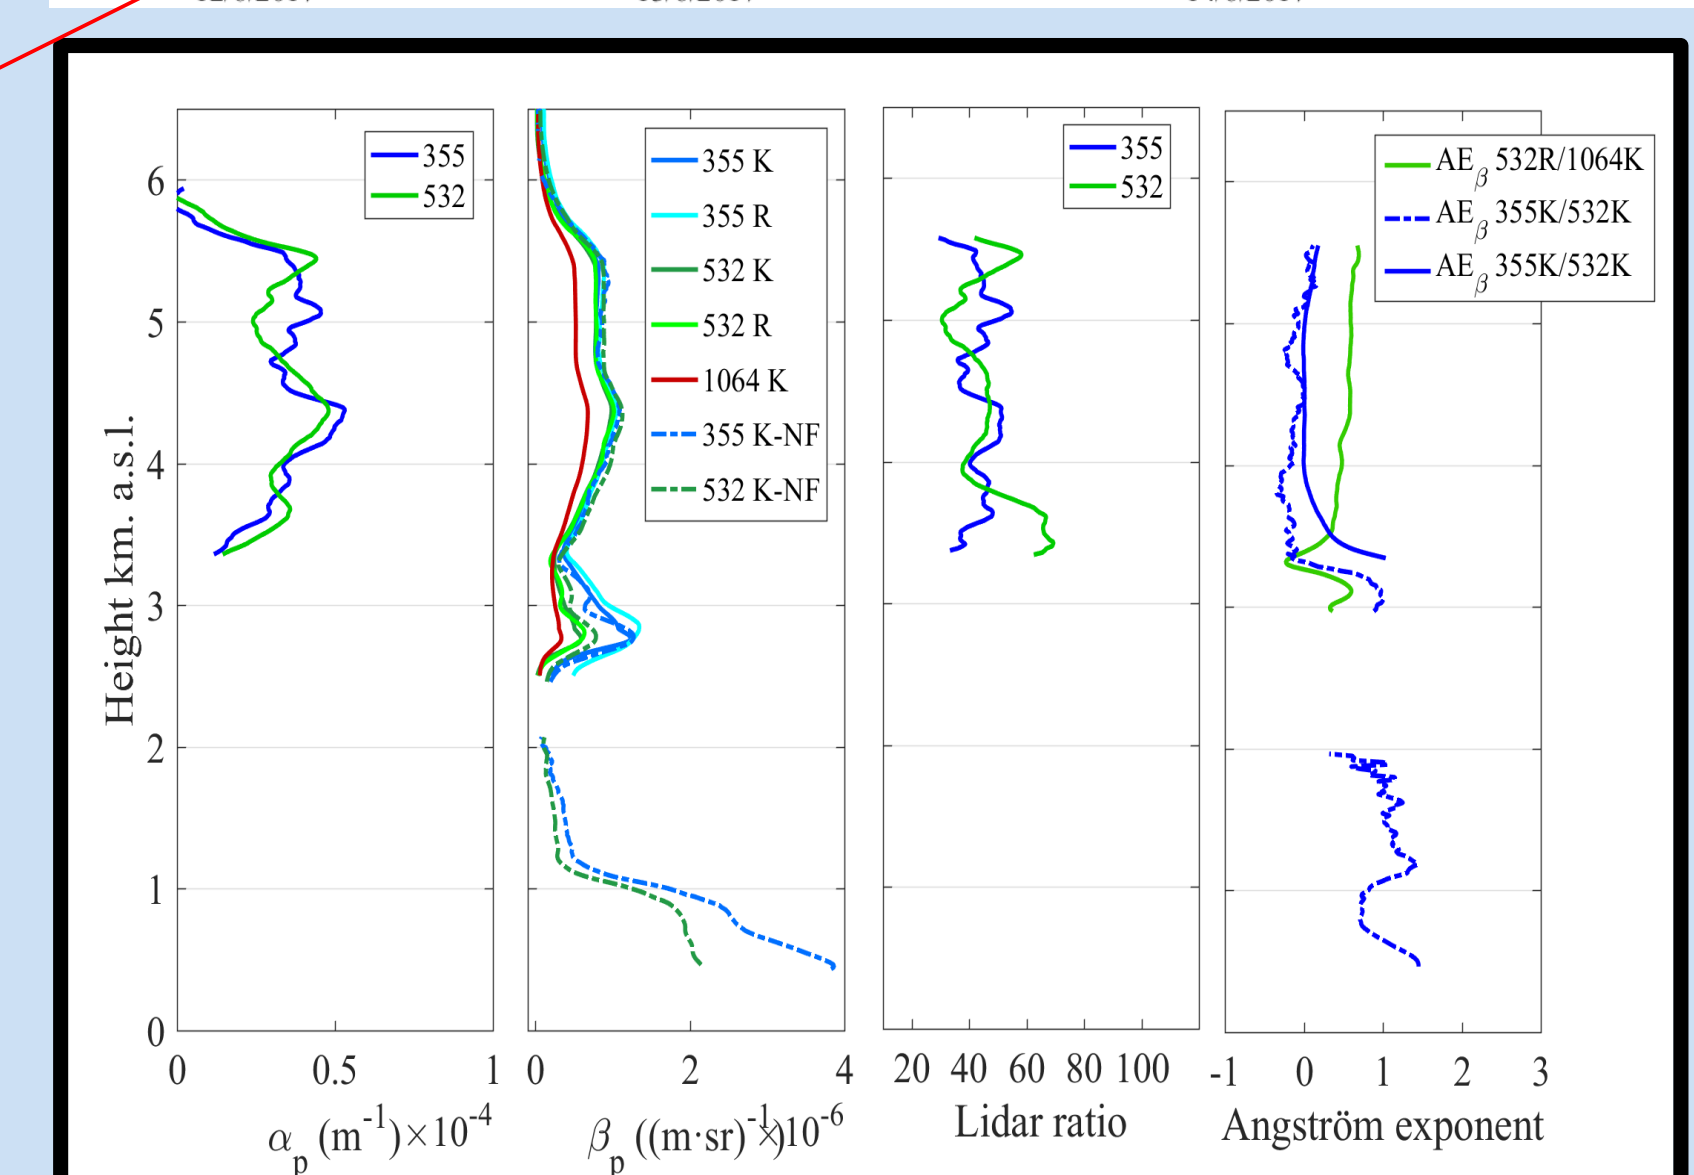 355
532
355 K
355 R
532 K
532 R
1064 K
355 K-NF
532 K-NF
355
532
AEβ 532R/1064K
AEβ 355K/532K
AEβ 355K/532K
Height km. a.s.l.
6
5
4
3
2
1
0
0 0.5 1
0 2 4
20 40 60 80 100
-1 0 1 2 3
αp (m-1)×10-4
βp ((m·sr)-1)×10-6
Lidar ratio
Angström exponent